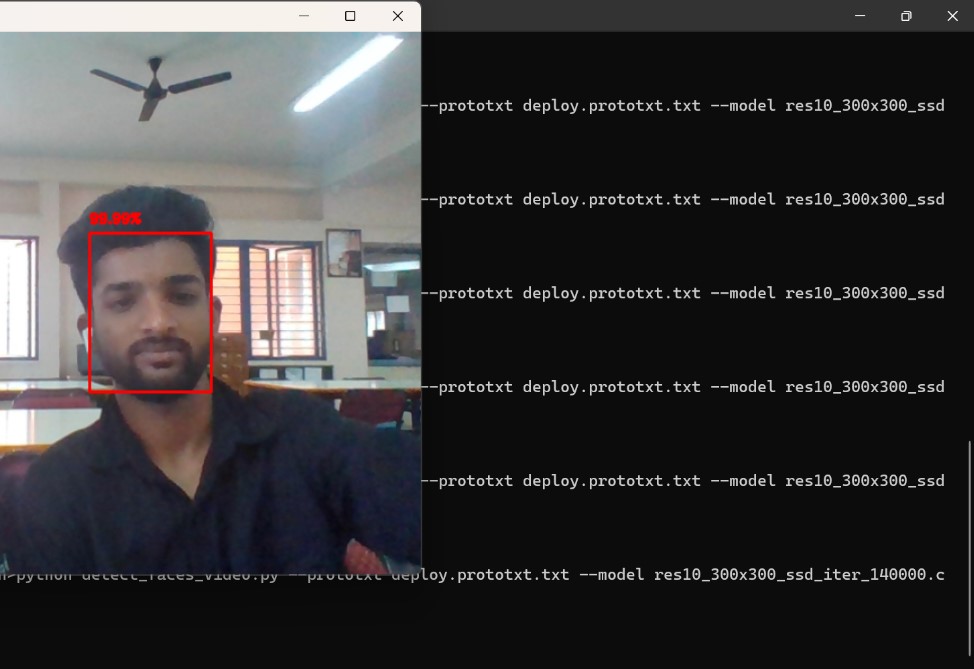 --prototxt deploy.prototxt.txt --model res10_300x300_ssd
--prototxt deploy.prototxt.txt --model res10_300x300_ssd
99.99%
--prototxt deploy.prototxt.txt --model res10_300x300_ssd
--prototxt deploy.prototxt.txt --model res10_300x300_ssd
--prototxt deploy.prototxt.txt --model res10_300x300_ssd
>python detect_faces_video.py --prototxt deploy.prototxt.txt --model res10_300x300_ssd_iter_140000.c